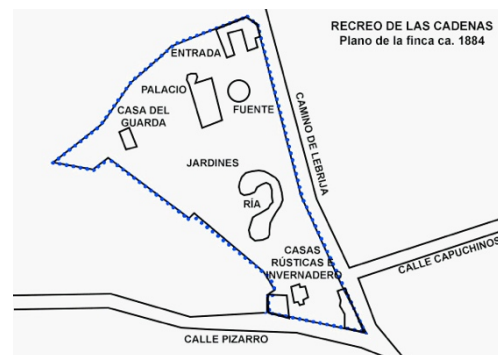 RECREO DE LAS CADENAS
Plano de la finca ca. 1884
ENTRADA
PALACIO
FUENTE
CASA DEL
GUARDA
CAMINO DE LEBRIJA
JARDINES
RÍA
CASAS
RÚSTICAS E
INVERNADERO
CALLE CAPUCHINOS
CALLE PIZARRO